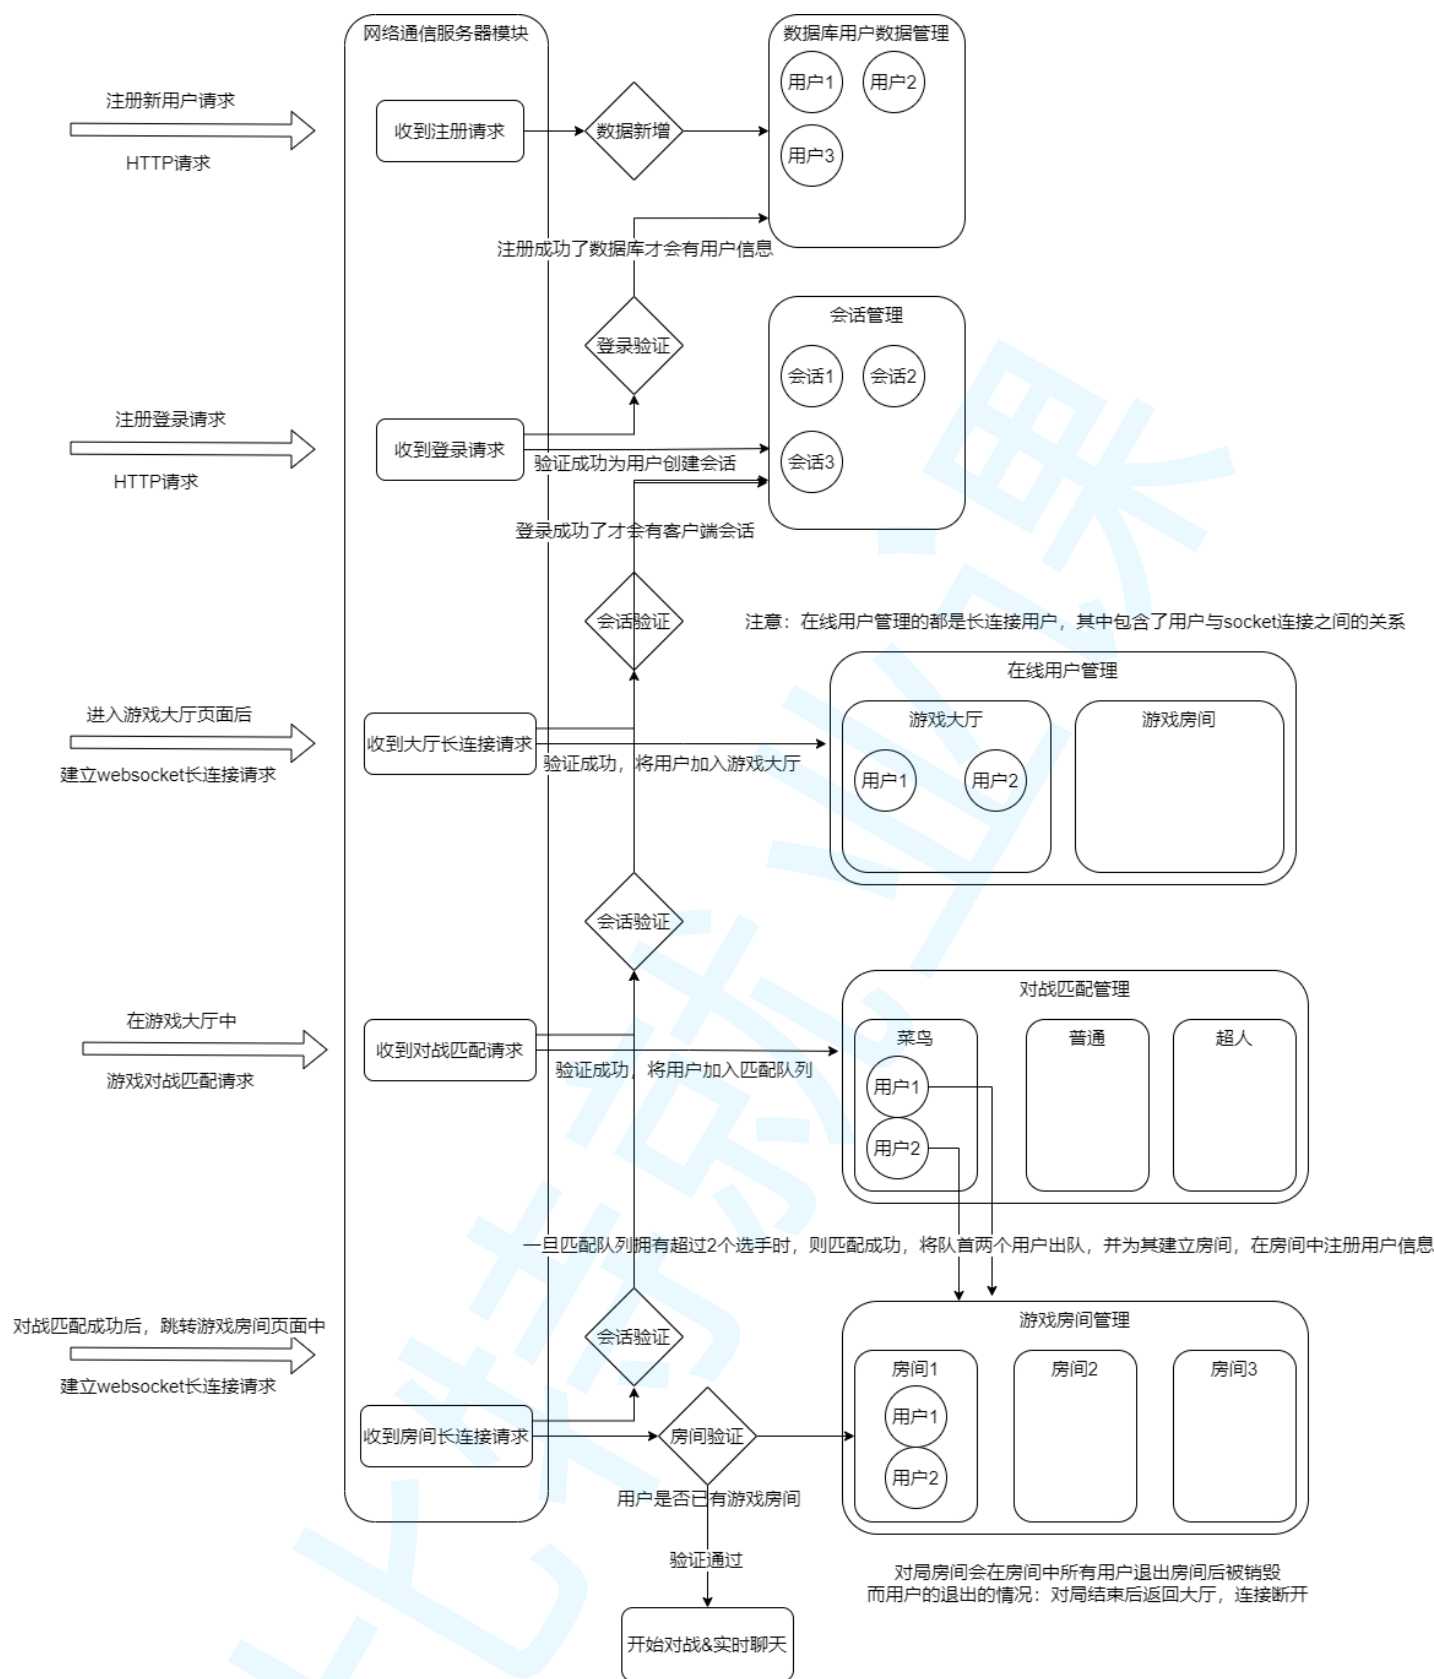 网络通信服务器模块
数据库用户数据管理
用户1
用户2
注册新用户请求
收到注册请求
数据新增
用户3
HTTP请求
注册成功了数据库才会有用户信息
会话管理
登录验证
会话1
会话2
注册登录请求
收到登录请求
验证成功为用户创建会话
会话3
HTTP请求
登录成功了才会有客户端会话
会话验证
注意：在线用户管理的都是长连接用户，其中包含了用户与socket连接之间的关系
在线用户管理
进入游戏大厅页面后
游戏大厅
游戏房间
收到大厅长连接请求
验证成功，将用户加入游戏大厅
建立websocket长连接请求
用户1
用户2
会话验证
对战匹配管理
在游戏大厅中
菜鸟
普通
超人
收到对战匹配请求
验证成功，将用户加入匹配队列
游戏对战匹配请求
用户1
用户2
一旦匹配队列拥有超过2个选手时，则匹配成功，将队首两个用户出队，并为其建立房间，在房间中注册用户信息
对战匹配成功后，跳转游戏房间页面中
会话验证
游戏房间管理
房间1
房间2
房间3
建立websocket长连接请求
收到房间长连接请求
房间验证
用户1
用户2
用户是否已有游戏房间
验证通过
对局房间会在房间中所有用户退出房间后被销毁
而用户的退出的情况：对局结束后返回大厅，连接断开
开始对战&实时聊天
比特就业课